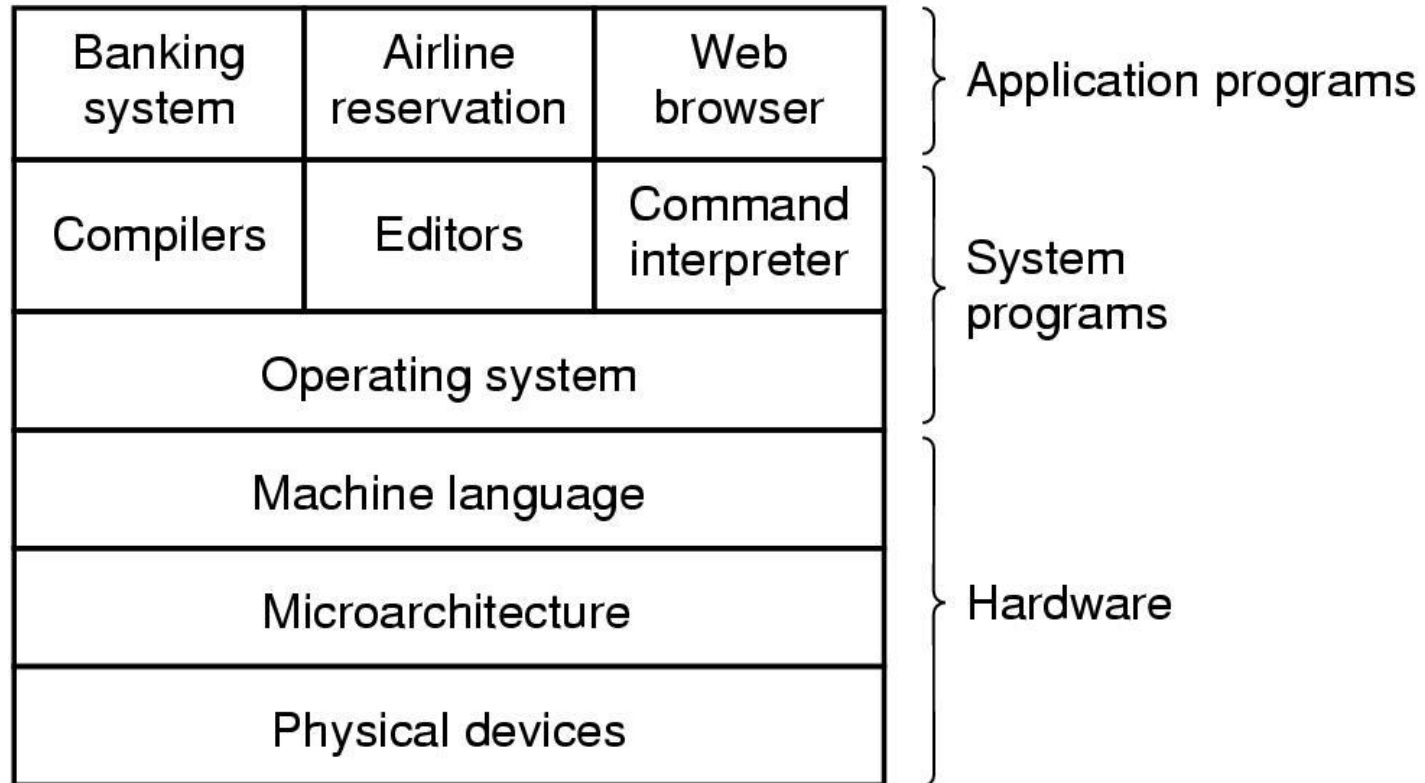 Banking
system
Airline
reservation
Web
browser
Application programs
Compilers
Editors
Command
interpreter
System
programs
Operating system
Machine language
Microarchitecture
Hardware
Physical devices